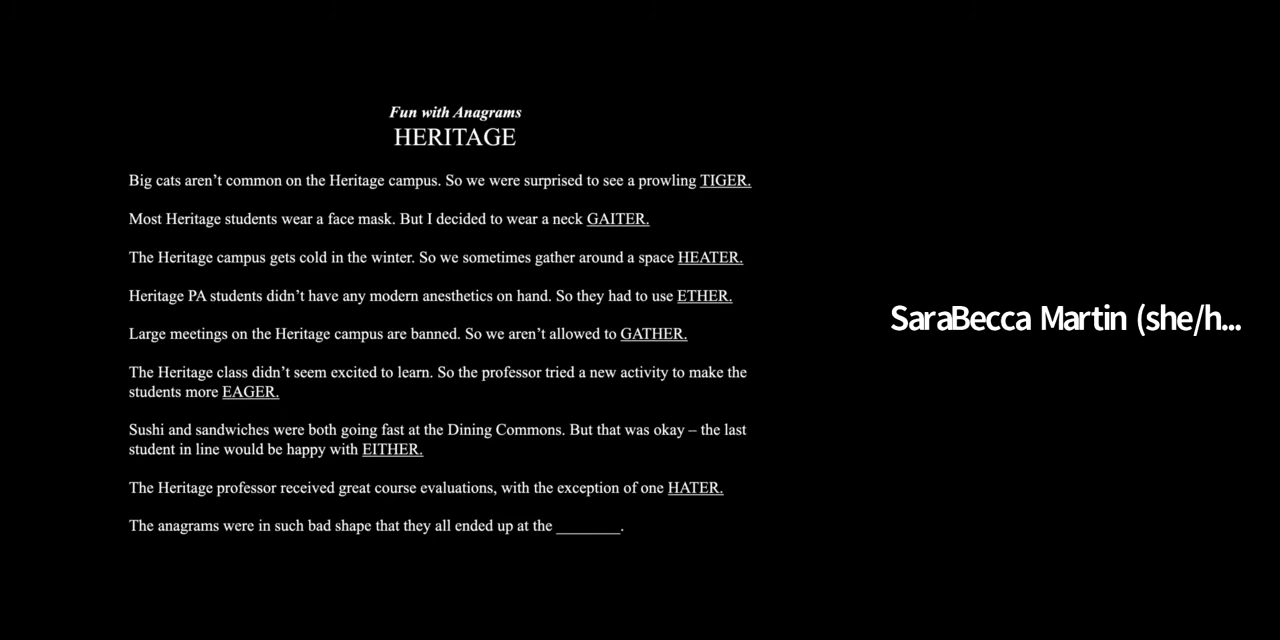 Fun with Anagrams
HERITAGE
Big cats aren’t common on the Heritage campus. So we were surprised to see a prowling TIGER.
Most Heritage students wear a face mask. But I decided to wear a neck GAITER.
The Heritage campus gets cold in the winter. So we sometimes gather around a space HEATER.
Heritage PA students didn’t have any modern anesthetics on hand. So they had to use ETHER.
Large meetings on the Heritage campus are banned. So we aren’t allowed to GATHER.
The Heritage class didn’t seem excited to learn. So the professor tried a new activity to make the
students more EAGER.
Sushi and sandwiches were both going fast at the Dining Commons. But that was okay – the last
student in line would be happy with EITHER.
The Heritage professor received great course evaluations, with the exception of one HATER.
The anagrams were in such bad shape that they all ended up at the ________.
SaraBecca Martin (she/h...